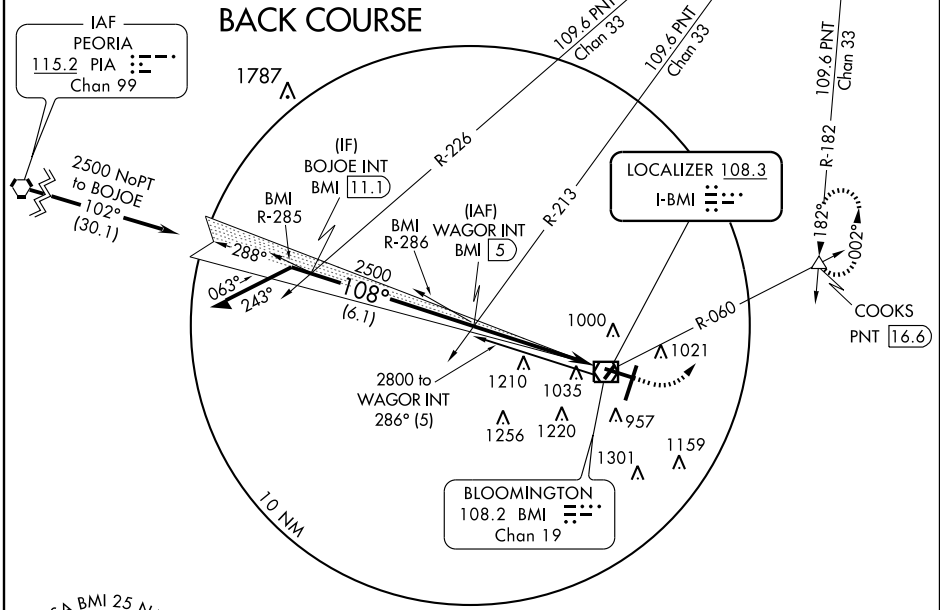 BACK COURSE
IAF
PEORIA
115.2 PIA
Chan 99
1787
109.6 PNT
Chan 33
109.6 PNT
Chan 33
109.6 PNT
Chan 33
2500 NoPT
to BOJOE
102°
(30.1)
(IF)
BOJOE INT
BMI 11.1
R-226
R-213
R-182
LOCALIZER 108.3
I-BMI
BMI
R-285
BMI
R-286
(IAF)
WAGOR INT
BMI 5
182°
002°
288°
2500
108°
(6.1)
063°
243°
COOKS
PNT 16.6
R-060
1000
1021
1210
1035
2800 to
WAGOR INT
286° (5)
1256
1220
957
1301
1159
BLOOMINGTON
108.2 BMI
Chan 19
10 NM
BMI 25